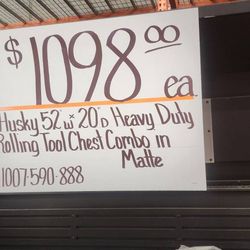 $1098.00
ea
Husky 52"w x 20"D Heavy Duty
Rolling Tool Chest Combo in
Matte
1007-590-888